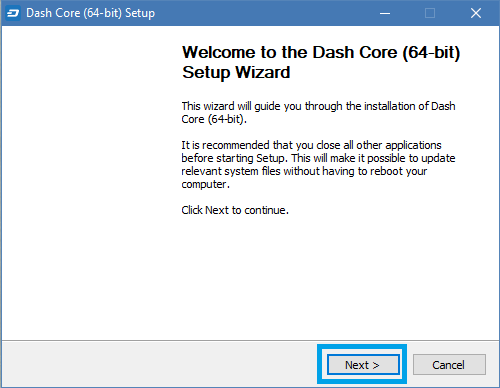 Dash Core (64-bit) Setup
Welcome to the Dash Core (64-bit)
Setup Wizard
This wizard will guide you through the installation of Dash
Core (64-bit).
It is recommended that you close all other applications
before starting Setup. This will make it possible to update
relevant system files without having to reboot your
computer.
Click Next to continue.
Next >
Cancel